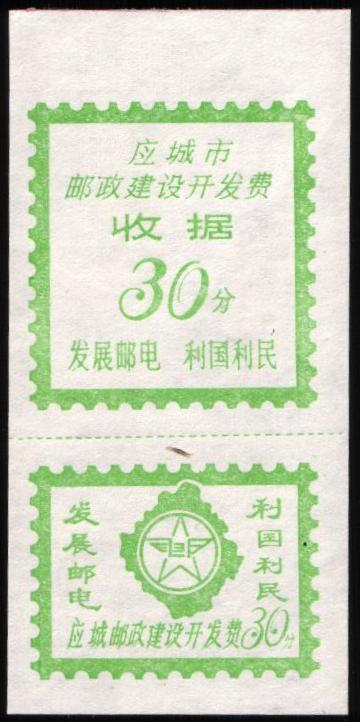 应城市
邮政建设开发费
收据
30分
发展邮电 利国利民
发展邮电
利国利民
应城邮政建设开发费30分